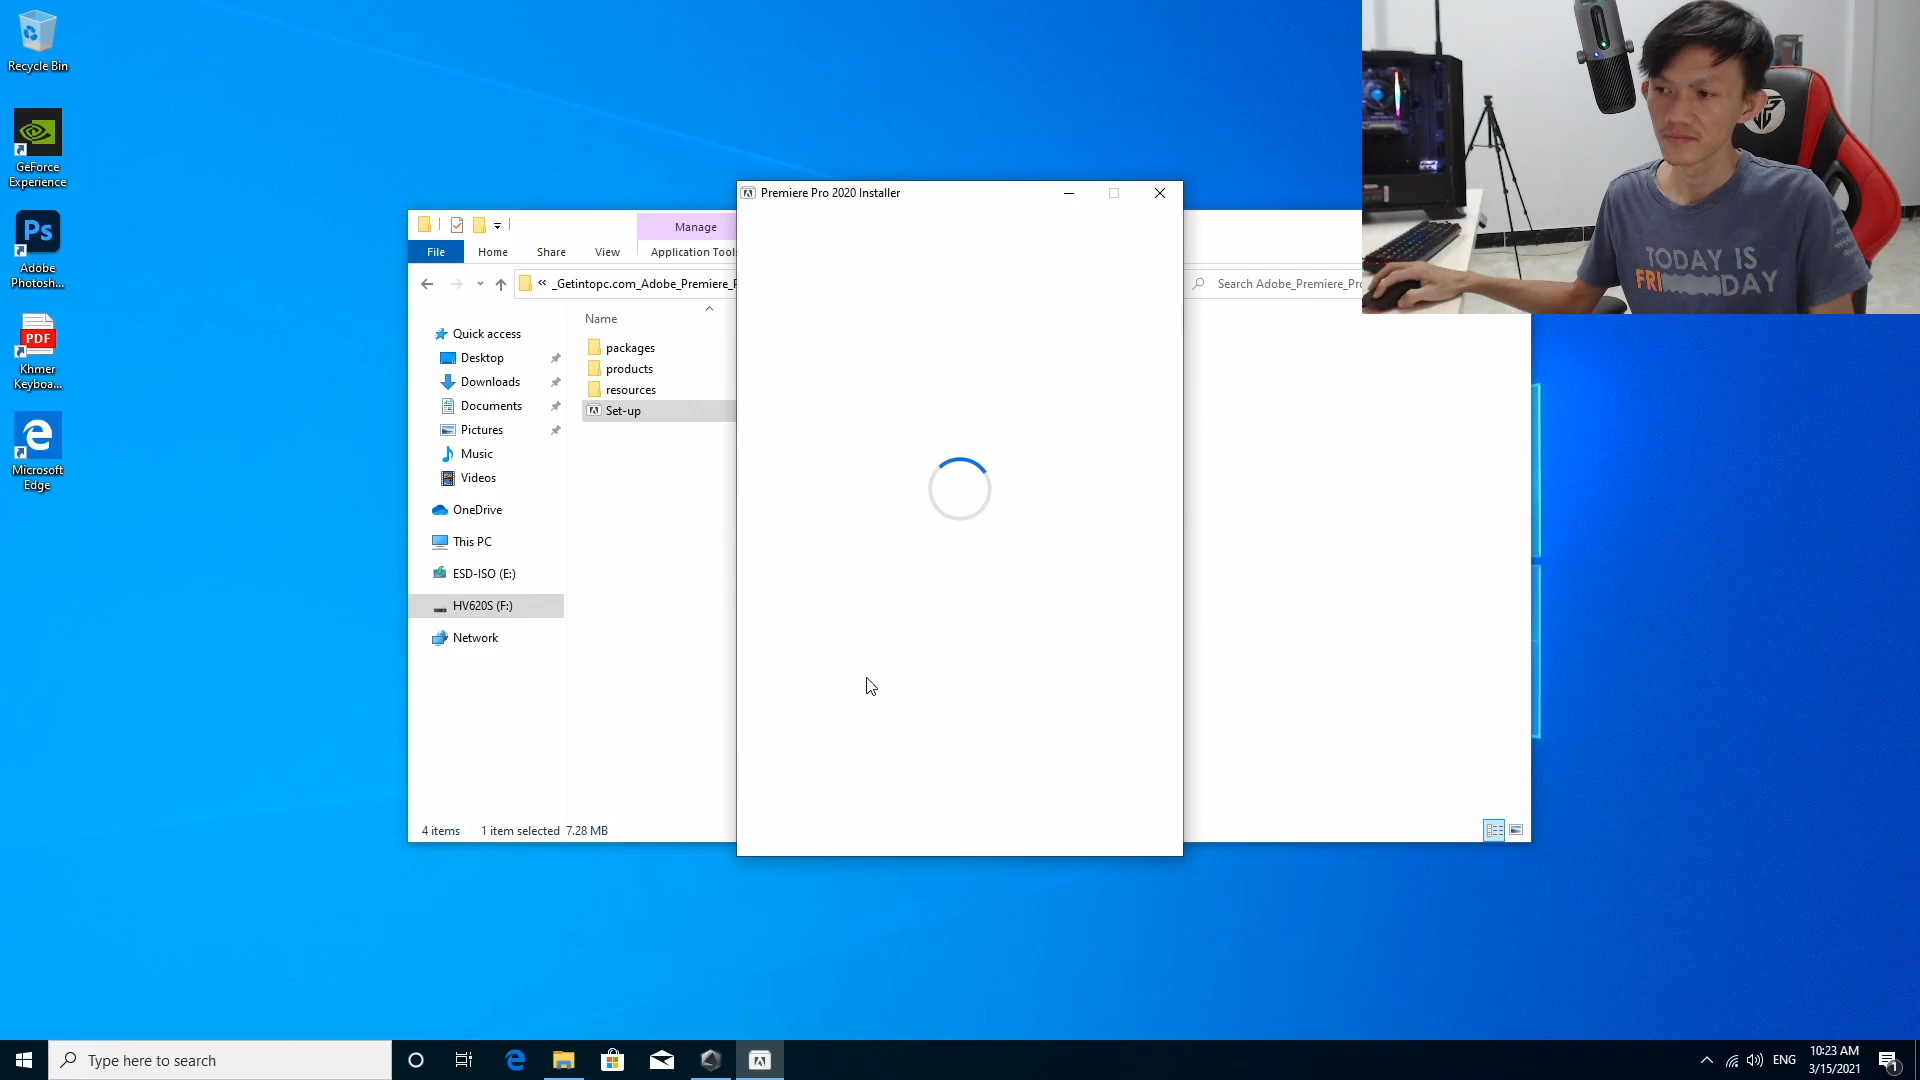 Recycle Bin
GeForce
Experience
Ps
Adobe
Photosh...
PDF
Khmer
Keyboa...
Microsoft
Edge
Manage
File
Home
Share
View
Application Tools
« _Getintopc.com_Adobe_Premiere_P
Search Adobe_Premiere_Pro
Quick access
Desktop
Downloads
Documents
Pictures
Music
Videos
OneDrive
This PC
ESD-ISO (E:)
HV620S (F:)
Network
Name
packages
products
resources
Set-up
4 items
1 item selected 7.28 MB
Premiere Pro 2020 Installer
TODAY IS
FRI DAY
Type here to search
ENG
10:23 AM
3/15/2021
1